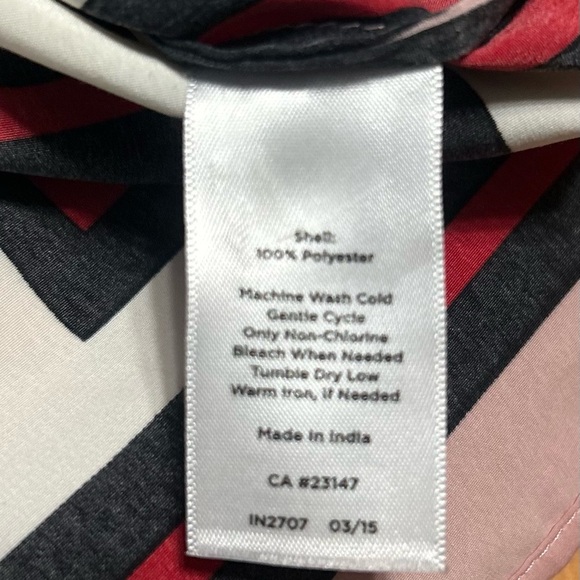 Shell:
100% Polyester
Machine Wash Cold
Gentle Cycle
Only Non-Chlorine
Bleach When Needed
Tumble Dry Low
Warm Iron, if Needed
Made in India
CA #23147
IN2707 03/15